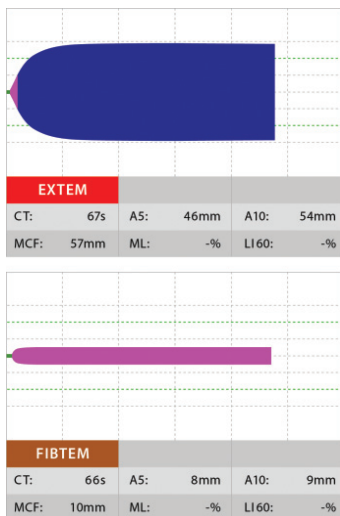 EXTEM
CT: 67s A5: 46mm A10: 54mm
MCF: 57mm ML: -% LI60: -%
FIBTEM
CT: 66s A5: 8mm A10: 9mm
MCF: 10mm ML: -% LI60: -%